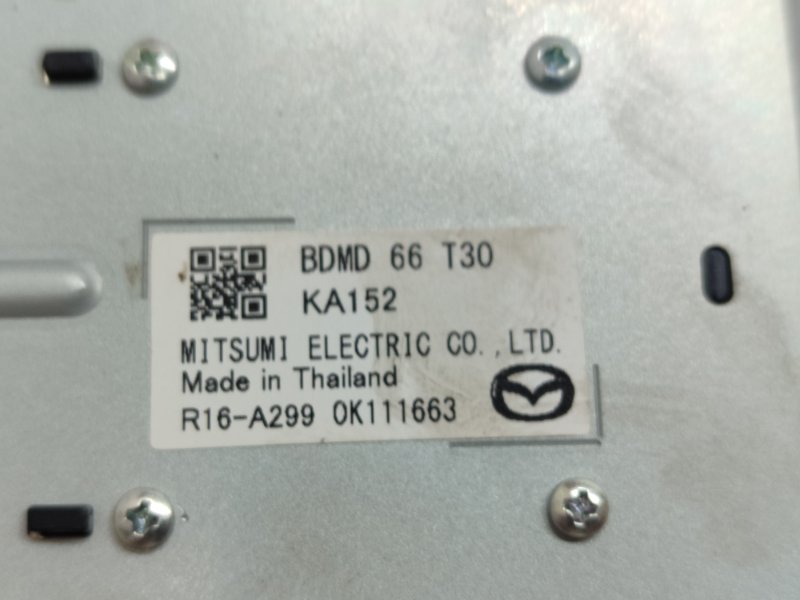 BDMD 66 T30
KA152
MITSUMI ELECTRIC CO.,LTD.
Made in Thailand
R16-A299 0K111663